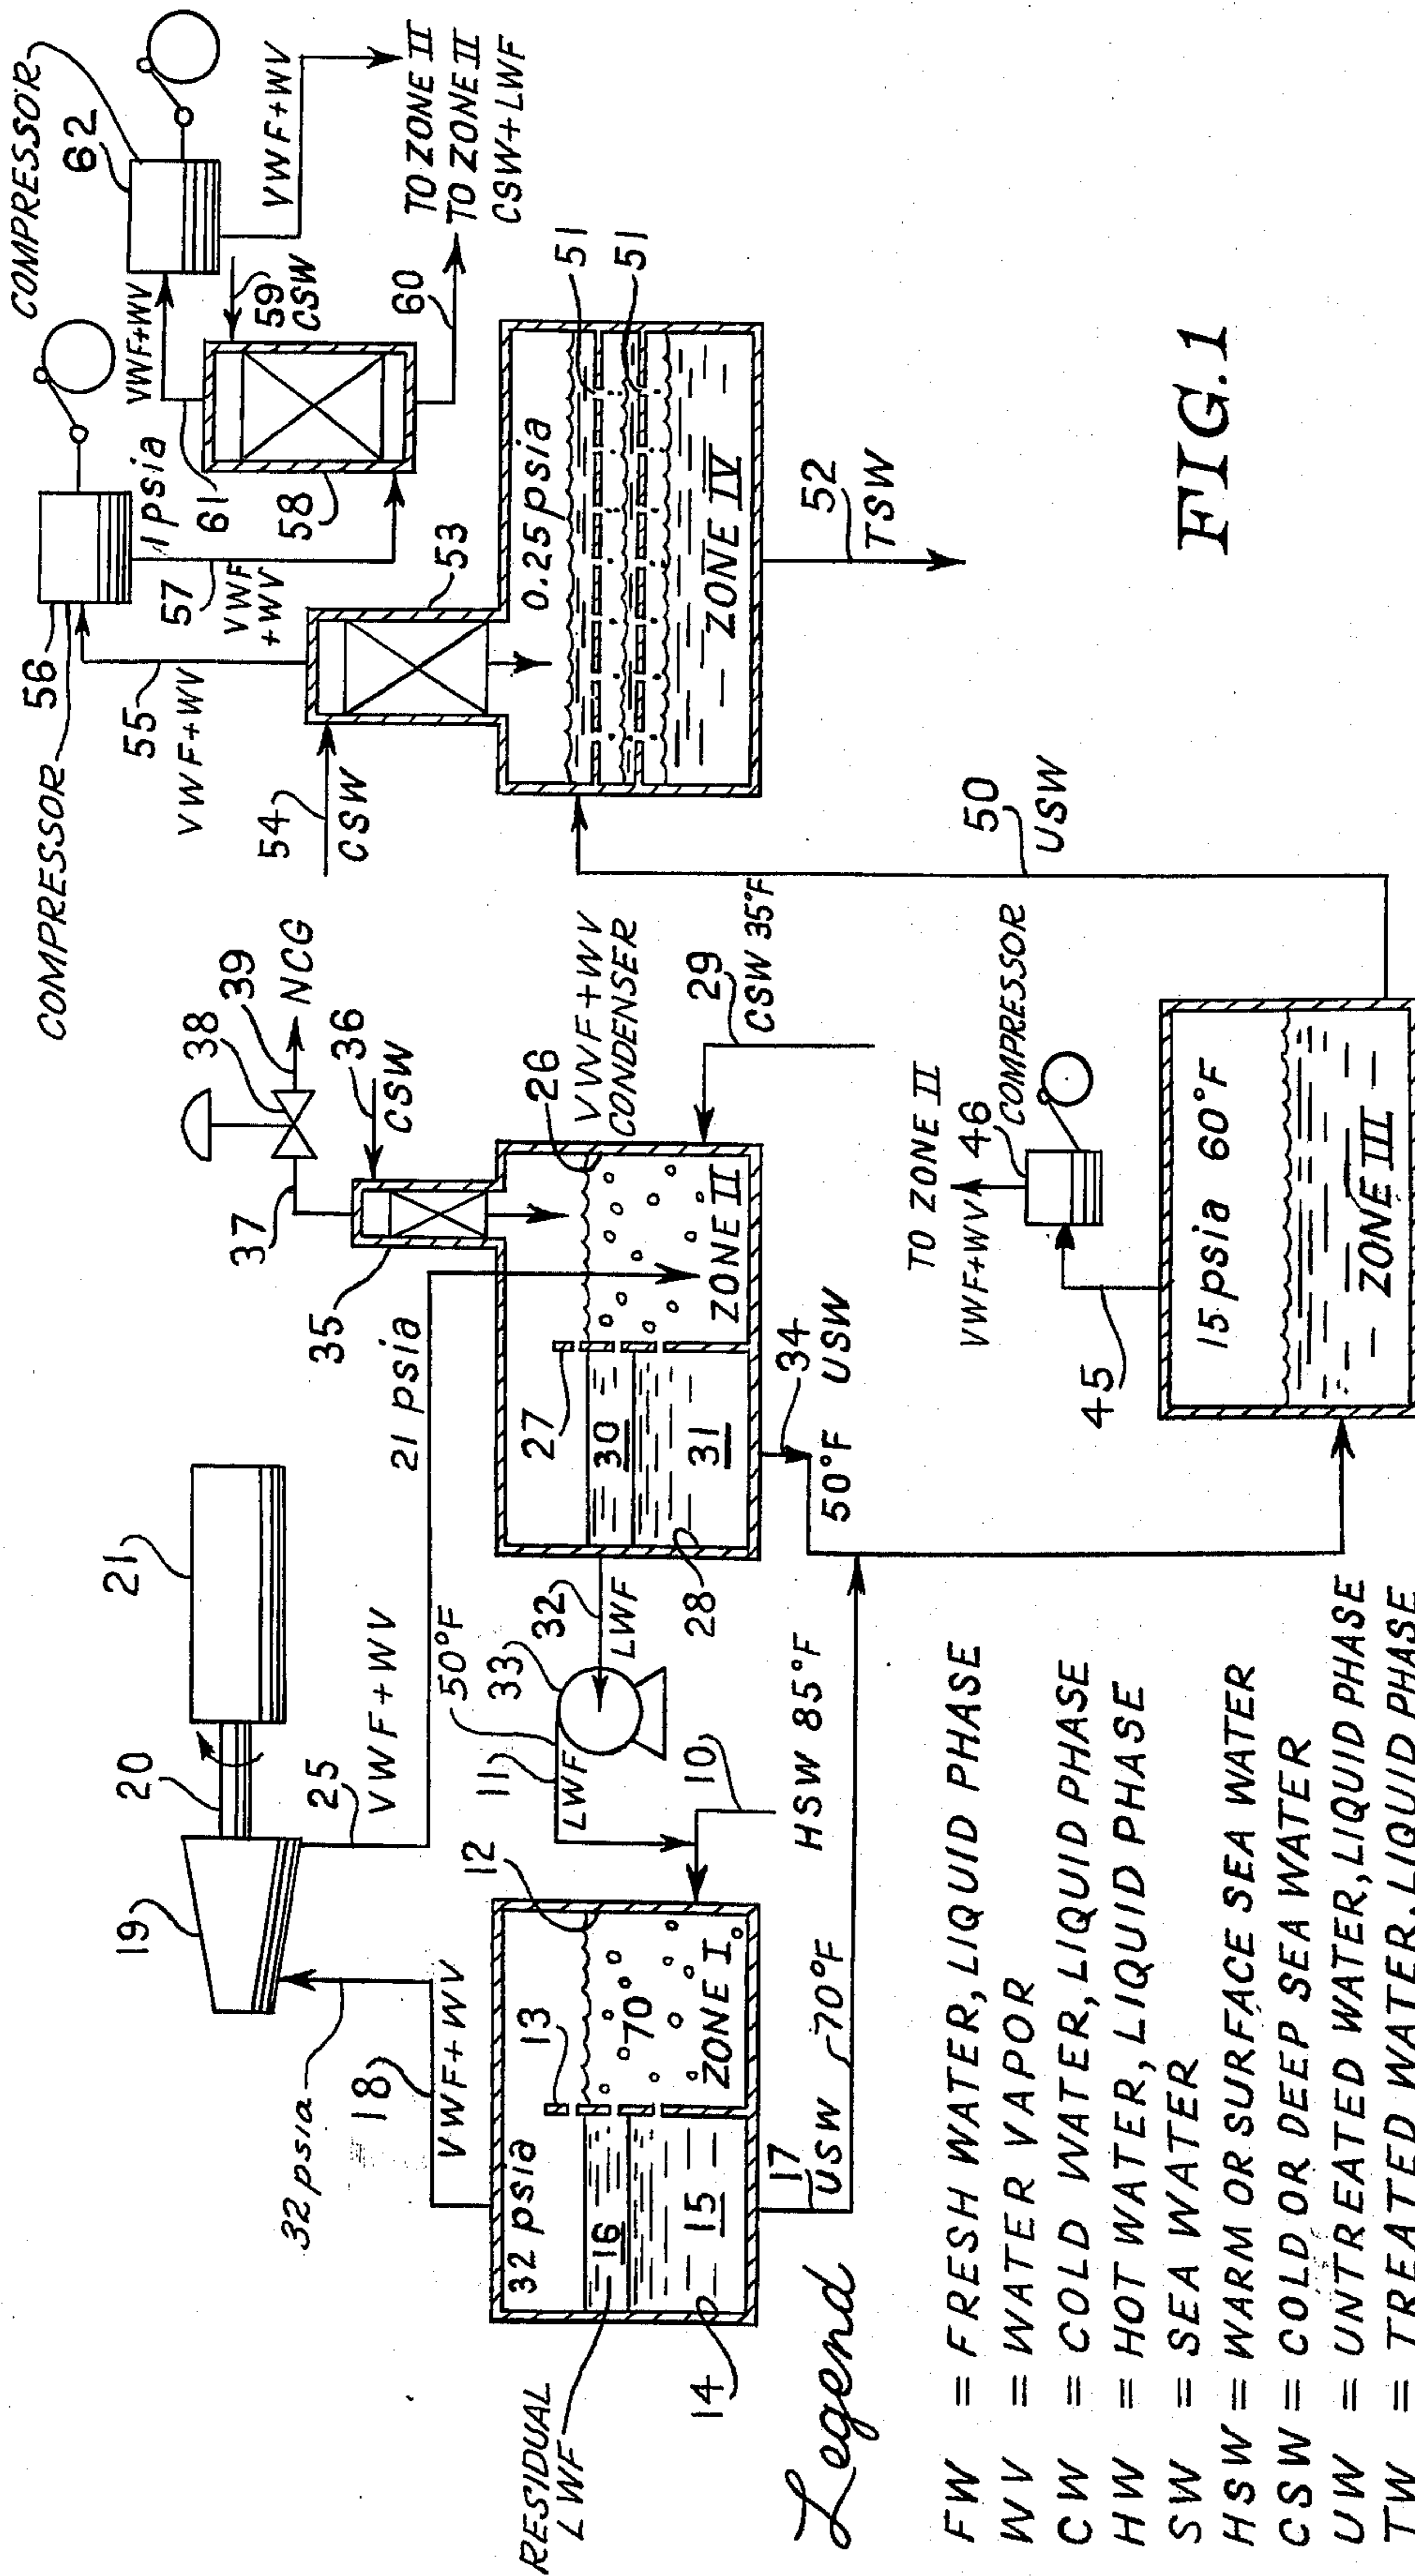 COMPRESSOR
COMPRESSOR
62
56
VWF+WV
VWF+WV
59
CSW
1 psia
61
58
57
VWF
+WV
55
VWF+WV
54
CSW
53
60
TO ZONE II
TO ZONE II
CSW+LWF
51
51
0.25 psia
ZONE IV
52
TSW
50
USW
21
20
19
25
VWF+WV
21 psia
39
NCG
38
37
36
CSW
35
26
VWF+WV
CONDENSER
29
CSW 35°F
27
30
31
ZONE II
28
34
50°F USW
32
LWF
33
50°F
11
LWF
10
HSW 85°F
32 psia
18
VWF+WV
12
13
32 psia
70°
ZONE I
16
15
14
RESIDUAL
LWF
17
USW
70°F
TO ZONE II
VWF+WV
46
COMPRESSOR
45
15 psia 60°F
ZONE III
Legend
FW = FRESH WATER, LIQUID PHASE
WV = WATER VAPOR
CW = COLD WATER, LIQUID PHASE
HW = HOT WATER, LIQUID PHASE
SW = SEA WATER
HSW = WARM OR SURFACE SEA WATER
CSW = COLD OR DEEP SEA WATER
UW = UNTREATED WATER, LIQUID PHASE
TW = TREATED WATER, LIQUID PHASE
FIG.1